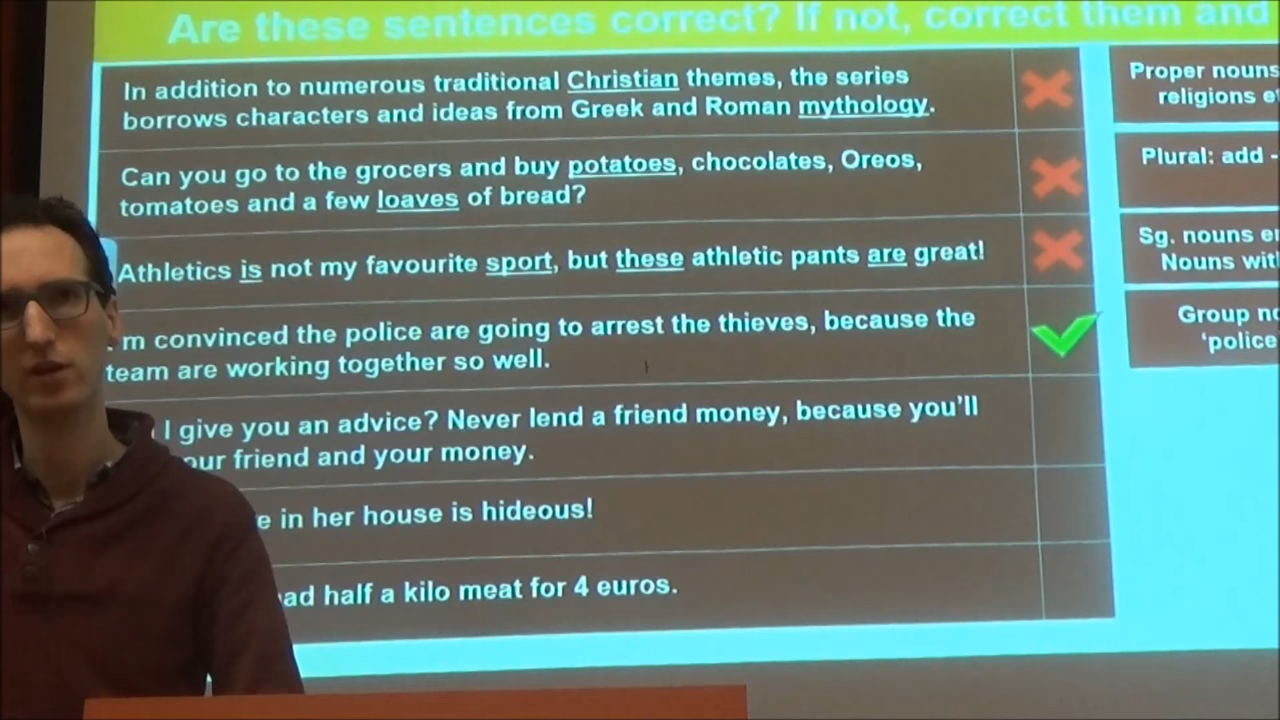 Are these sentences correct? If not, correct them and
In addition to numerous traditional Christian themes, the series
borrows characters and ideas from Greek and Roman mythology.
Can you go to the grocers and buy potatoes, chocolates, Oreos,
tomatoes and a few loaves of bread?
Athletics is not my favourite sport, but these athletic pants are great!
m convinced the police are going to arrest the thieves, because the
team are working together so well.
I give you an advice? Never lend a friend money, because you'll
our friend and your money.
e in her house is hideous!
ad half a kilo meat for 4 euros.
Proper nouns
religions
Plural: add -
Sg. nouns
Nouns
Group
'police